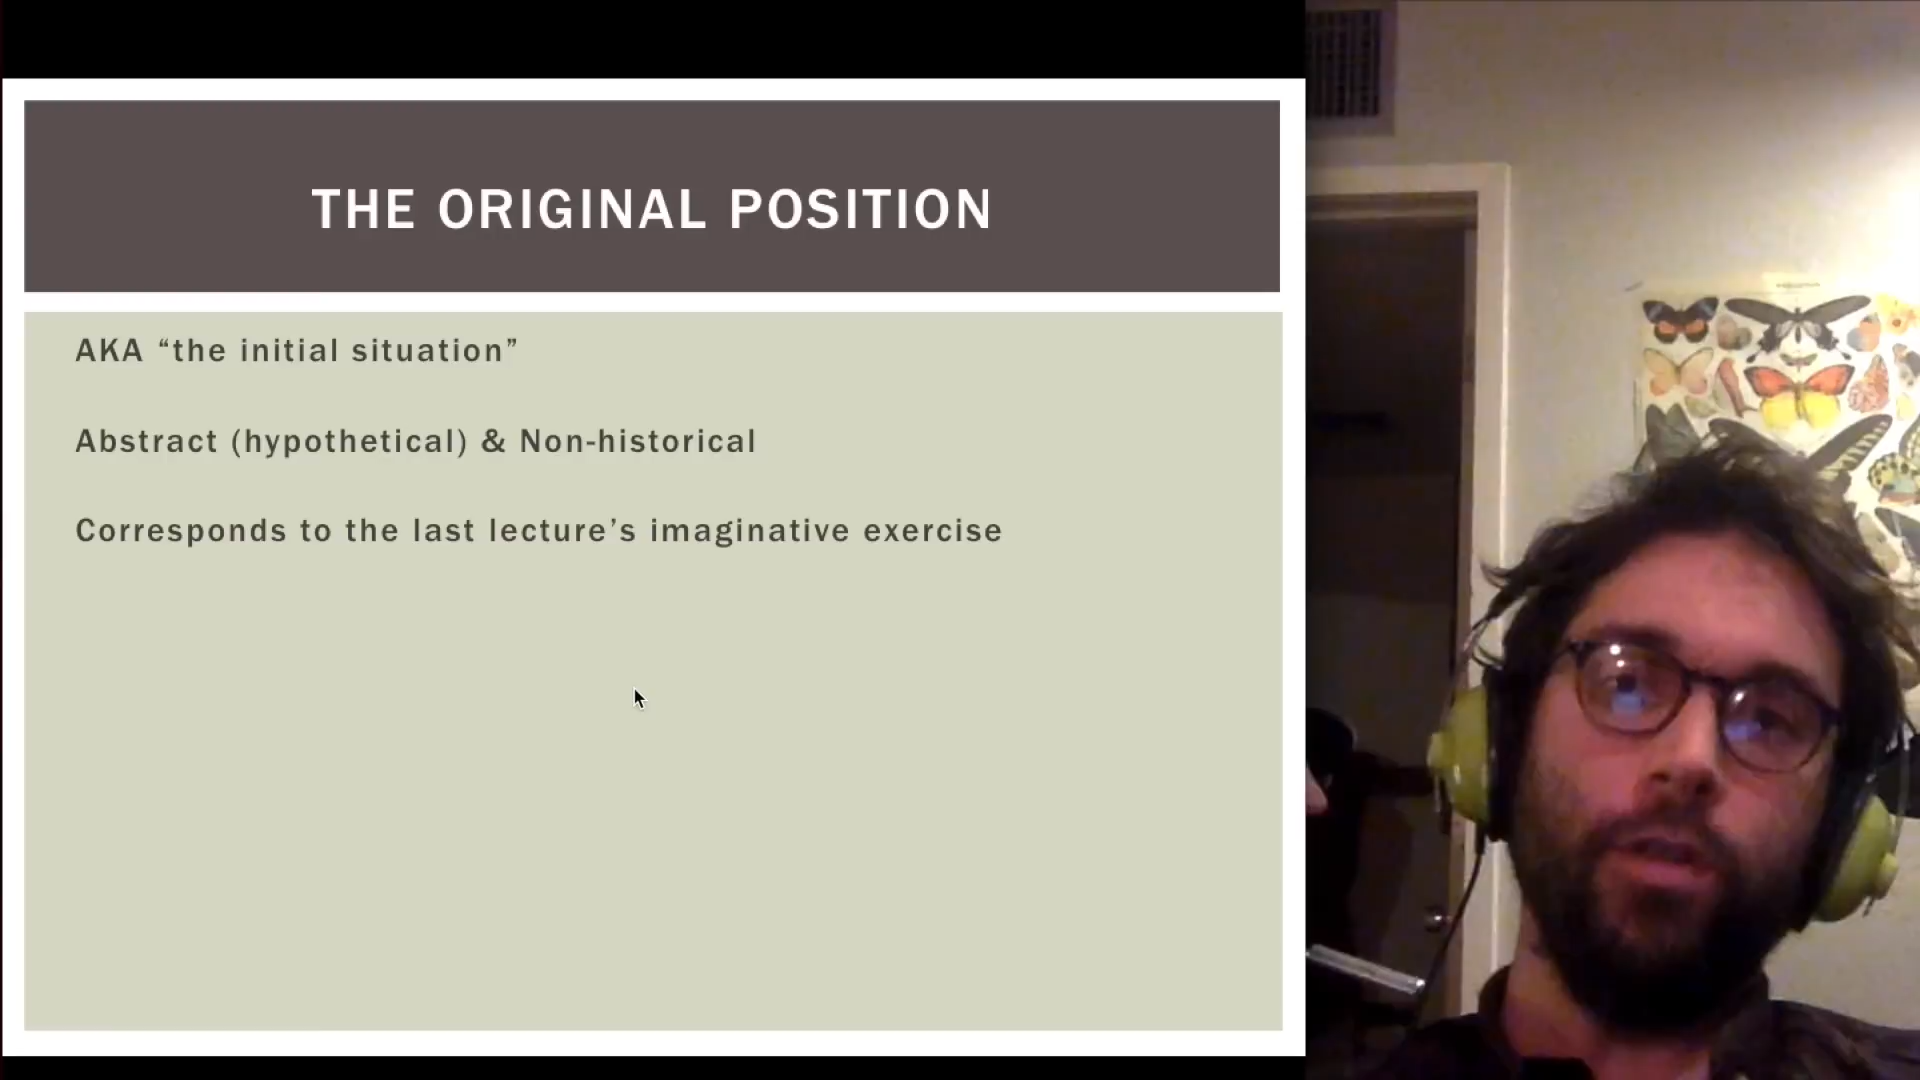 THE ORIGINAL POSITION
AKA “the initial situation”
Abstract (hypothetical) & Non-historical
Corresponds to the last lecture’s imaginative exercise